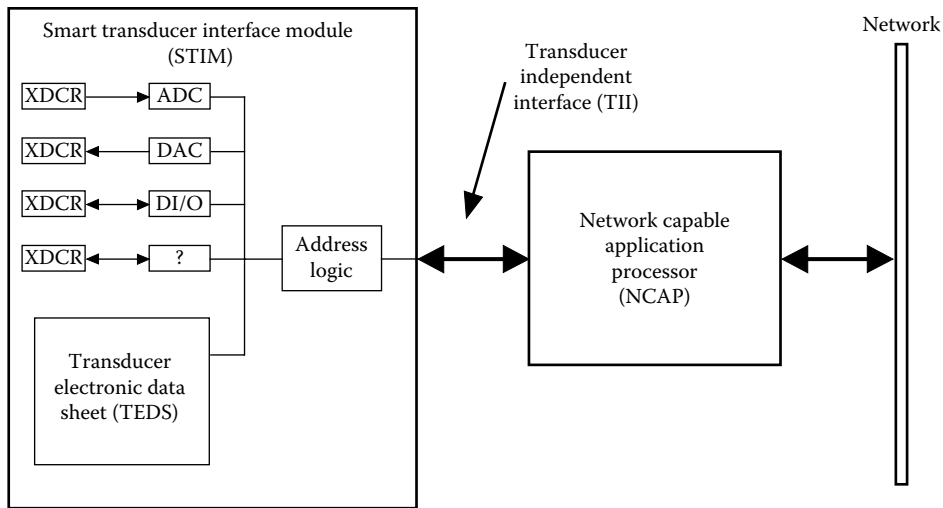 Smart transducer interface module
(STIM)
XDCR
ADC
XDCR
DAC
XDCR
DI/O
XDCR
?
Address
logic
Transducer
electronic data
sheet (TEDS)
Transducer
independent
interface (TII)
Network capable
application
processor
(NCAP)
Network